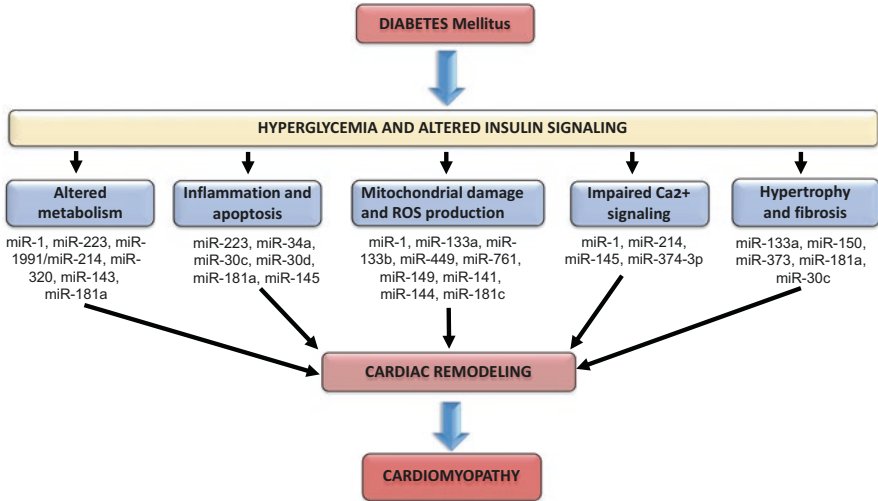 DIABETES Mellitus
HYPERGLYCEMIA AND ALTERED INSULIN SIGNALING
Altered
metabolism
miR-1, miR-223, miR-
1991/miR-214, miR-
320, miR-143,
miR-181a
Inflammation and
apoptosis
miR-223, miR-34a,
miR-30c, miR-30d,
miR-181a, miR-145
Mitochondrial damage
and ROS production
miR-1, miR-133a, miR-
133b, miR-449, miR-761,
miR-149, miR-141,
miR-144, miR-181c
Impaired Ca2+
signaling
miR-1, miR-214,
miR-145, miR-374-3p
Hypertrophy
and fibrosis
miR-133a, miR-150,
miR-373, miR-181a,
miR-30c
CARDIAC REMODELING
CARDIOMYOPATHY